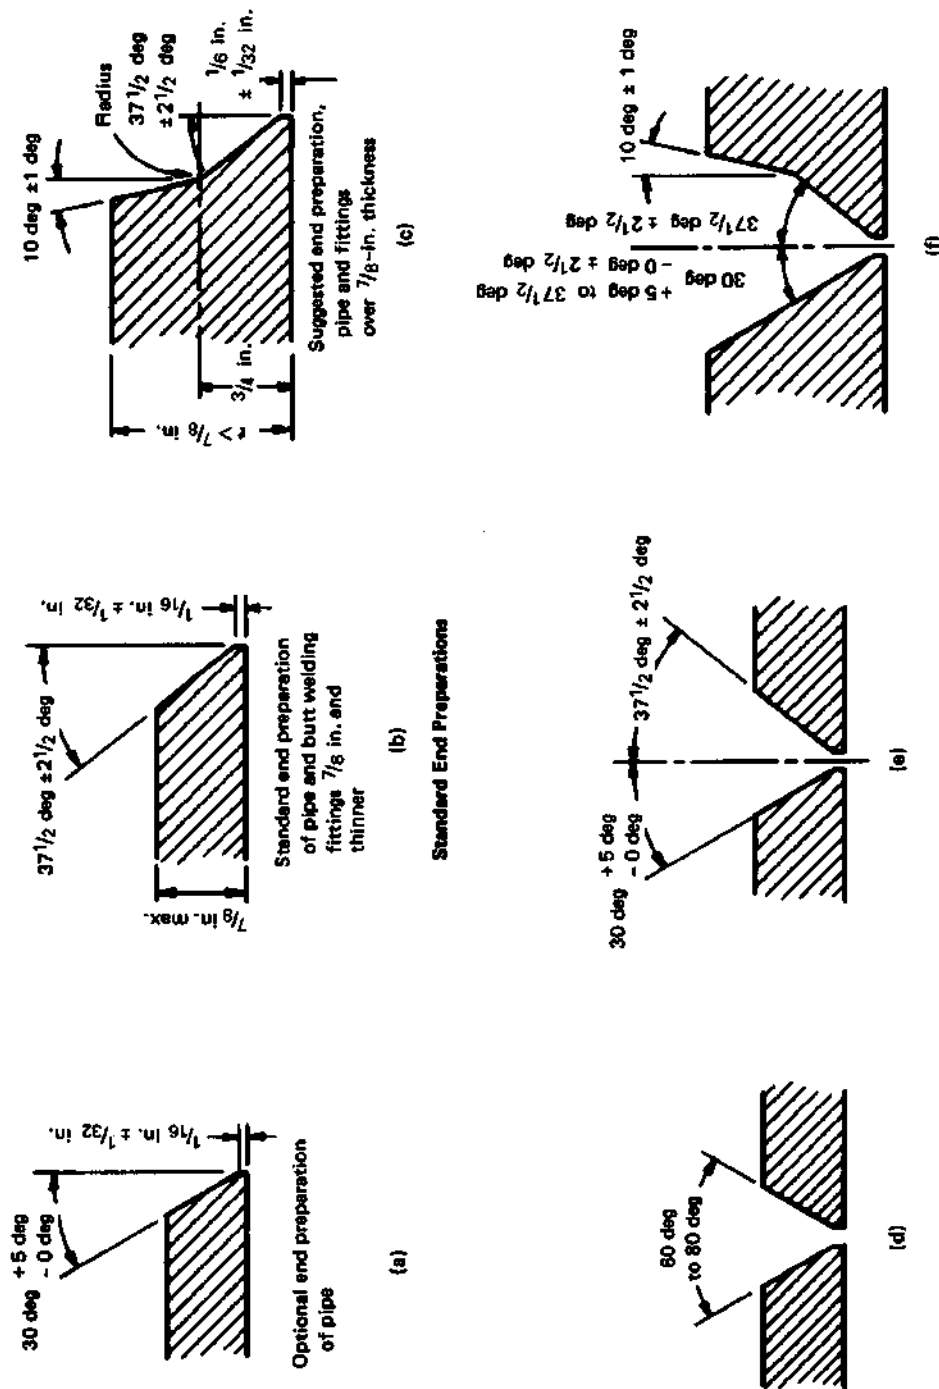 30 deg +5 deg
- 0 deg
1/16 in. ± 1/32 in.
Optional end preparation
of pipe
(a)
37 1/2 deg ± 2 1/2 deg
1/16 in. ± 1/32 in.
7/8 in. max.
Standard end preparation
of pipe and butt welding
fittings 7/8 in. and
thinner
(b)
10 deg ± 1 deg
Radius
37 1/2 deg
± 2 1/2 deg
1/6 in.
± 1/32 in.
t > 7/8 in.
3/4 in.
Suggested end preparation,
pipe and fittings
over 7/8-in. thickness
(c)
Standard End Preparations
60 deg
to 80 deg
(d)
30 deg +5 deg
- 0 deg
37 1/2 deg ± 2 1/2 deg
(e)
30 deg +5 deg to 37 1/2 deg
- 0 deg ± 2 1/2 deg
37 1/2 deg ± 2 1/2 deg
10 deg ± 1 deg
(f)